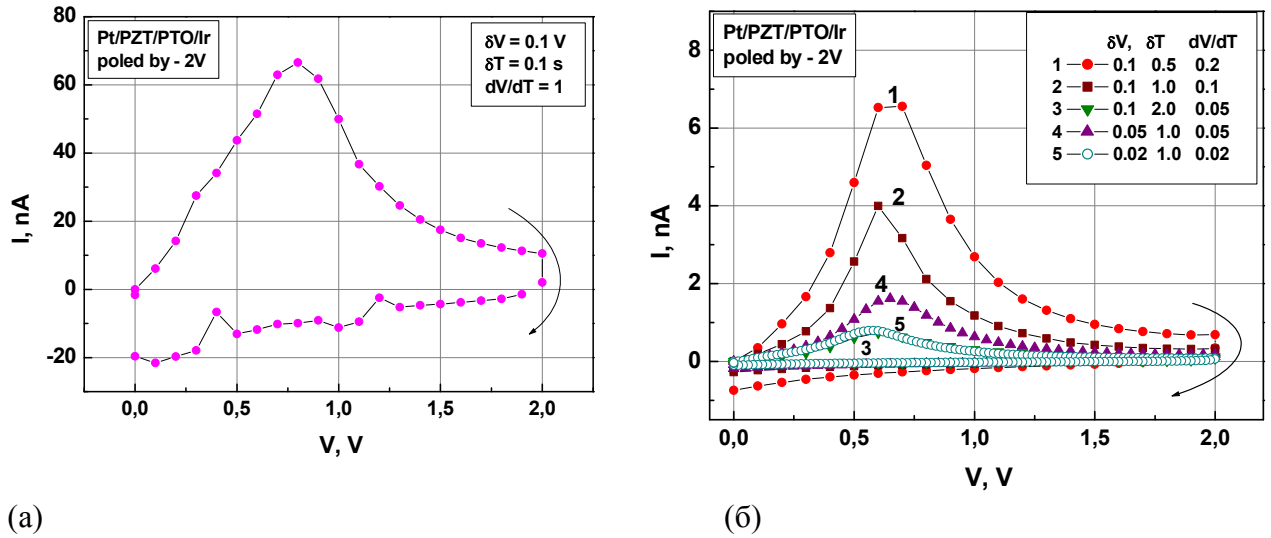 Pt/PZT/PTO/Ir
poled by - 2V
δV = 0.1 V
δT = 0.1 s
dV/dT = 1
80
60
40
20
0
-20
I, nA
0,0 0,5 1,0 1,5 2,0
V, V
(а)
Pt/PZT/PTO/Ir
poled by - 2V
δV, δT dV/dT
1 0.1 0.5 0.2
2 0.1 1.0 0.1
3 0.1 2.0 0.05
4 0.05 1.0 0.05
5 0.02 1.0 0.02
8
6
4
2
0
I, nA
1
2
4
5
3
0,0 0,5 1,0 1,5 2,0
V, V
(б)